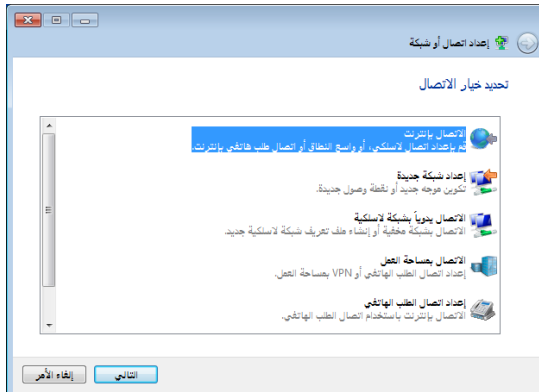 إعداد اتصال أو شبكة
تحديد خيار الاتصال
الاتصال بإنترنت
قم بإعداد اتصال لاسلكي، أو واسع النطاق أو اتصال طلب هاتفي بإنترنت.
إعداد شبكة جديدة
تكوين موجه جديد أو نقطة وصول جديدة.
الاتصال يدوياً بشبكة لاسلكية
الاتصال بشبكة مخفية أو إنشاء ملف تعريف شبكة لاسلكية جديد.
الاتصال بمساحة العمل
إعداد اتصال الطلب الهاتفي أو VPN بمساحة العمل.
إعداد اتصال الطلب الهاتفي
الاتصال بإنترنت باستخدام اتصال الطلب الهاتفي.
التالي
إلغاء الأمر